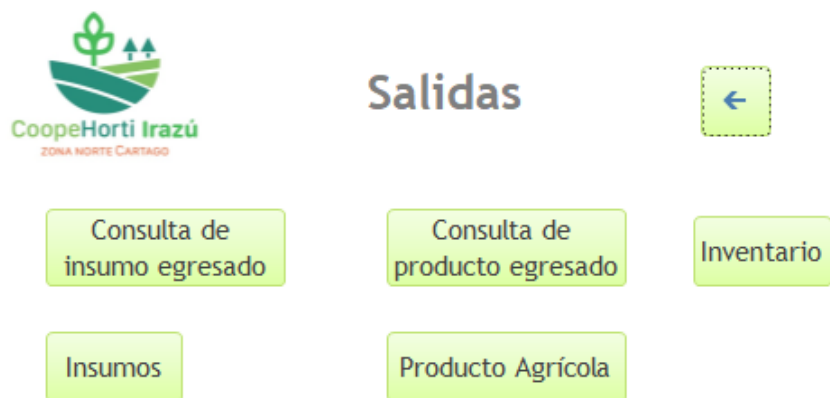 Salidas
CoopeHorti Irazú
ZONA NORTE CARTAGO
Consulta de
insumo egresado
Consulta de
producto egresado
Inventario
Insumos
Producto Agrícola